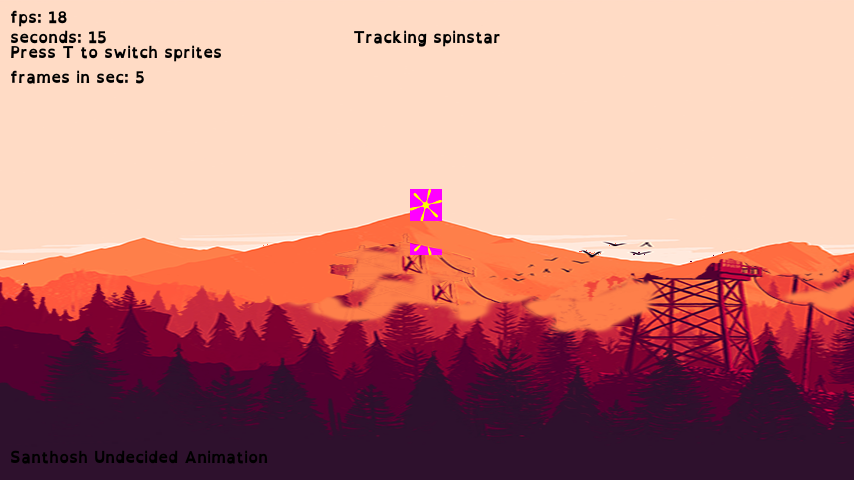 fps: 18
seconds: 15
Tracking spinstar
Press T to switch sprites
frames in sec: 5
Santhosh Undecided Animation